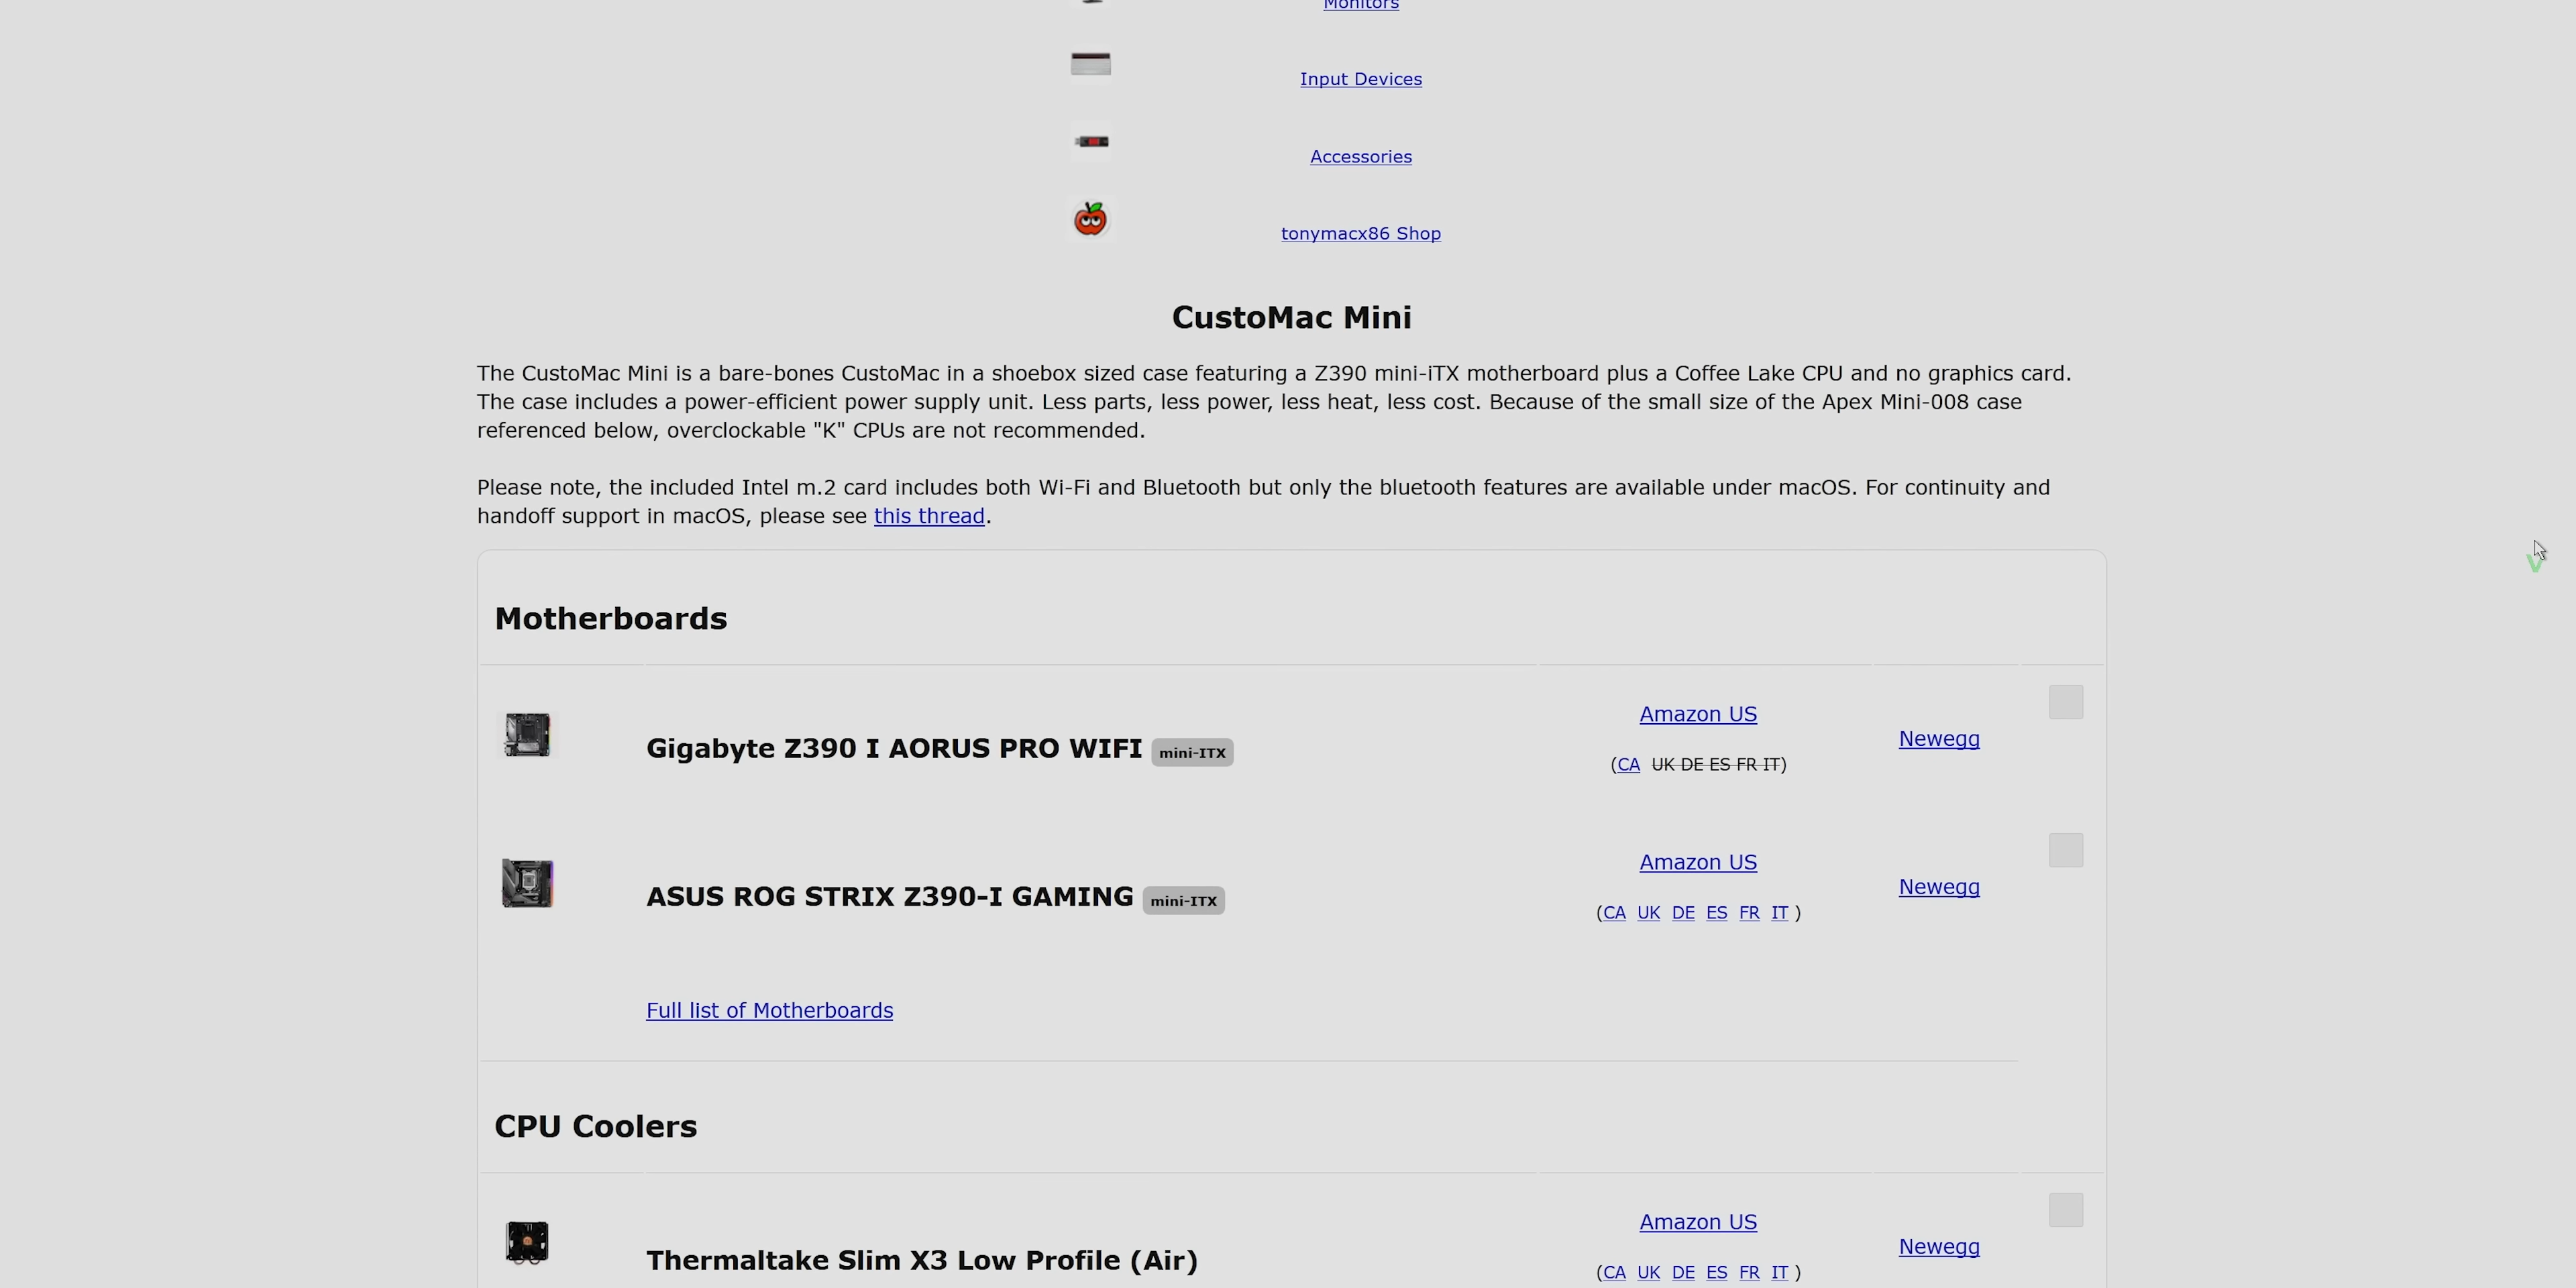 Monitors
Input Devices
Accessories
tonymacx86 Shop
CustoMac Mini
The CustoMac Mini is a bare-bones CustoMac in a shoebox sized case featuring a Z390 mini-iTX motherboard plus a Coffee Lake CPU and no graphics card.
The case includes a power-efficient power supply unit. Less parts, less power, less heat, less cost. Because of the small size of the Apex Mini-008 case
referenced below, overclockable "K" CPUs are not recommended.
Please note, the included Intel m.2 card includes both Wi-Fi and Bluetooth but only the bluetooth features are available under macOS. For continuity and
handoff support in macOS, please see this thread.
Motherboards
Gigabyte Z390 I AORUS PRO WIFI mini-ITX
Amazon US
(CA UK DE ES FR IT)
Newegg
ASUS ROG STRIX Z390-I GAMING mini-ITX
Amazon US
(CA UK DE ES FR IT )
Newegg
Full list of Motherboards
CPU Coolers
Thermaltake Slim X3 Low Profile (Air)
Amazon US
(CA UK DE ES FR IT )
Newegg